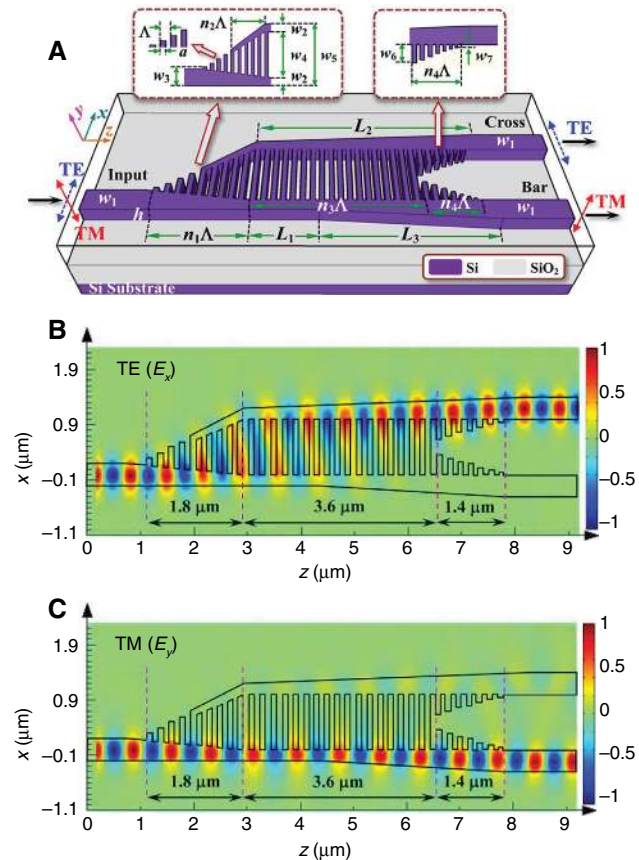 A
Λ
a
n₂Λ
w₃
w₂
w₄
w₂
w₅
w₆
w₇
n₄Λ
y
x
z
TE
Input
L₂
Cross
w₁
TE
w₁
h
TM
n₃Λ
n₄Λ
Bar
w₁
TM
n₁Λ
L₁
L₃
Si
SiO₂
Si Substrate
B
TE (Eₓ)
1.9
0.9
−0.1
−1.1
x (μm)
1.8 μm
3.6 μm
1.4 μm
0 1 2 3 4 5 6 7 8 9
z (μm)
1
0.5
0
−0.5
−1
C
TM (Eᵧ)
1.9
0.9
−0.1
−1.1
x (μm)
1.8 μm
3.6 μm
1.4 μm
0 1 2 3 4 5 6 7 8 9
z (μm)
1
0.5
0
−0.5
−1